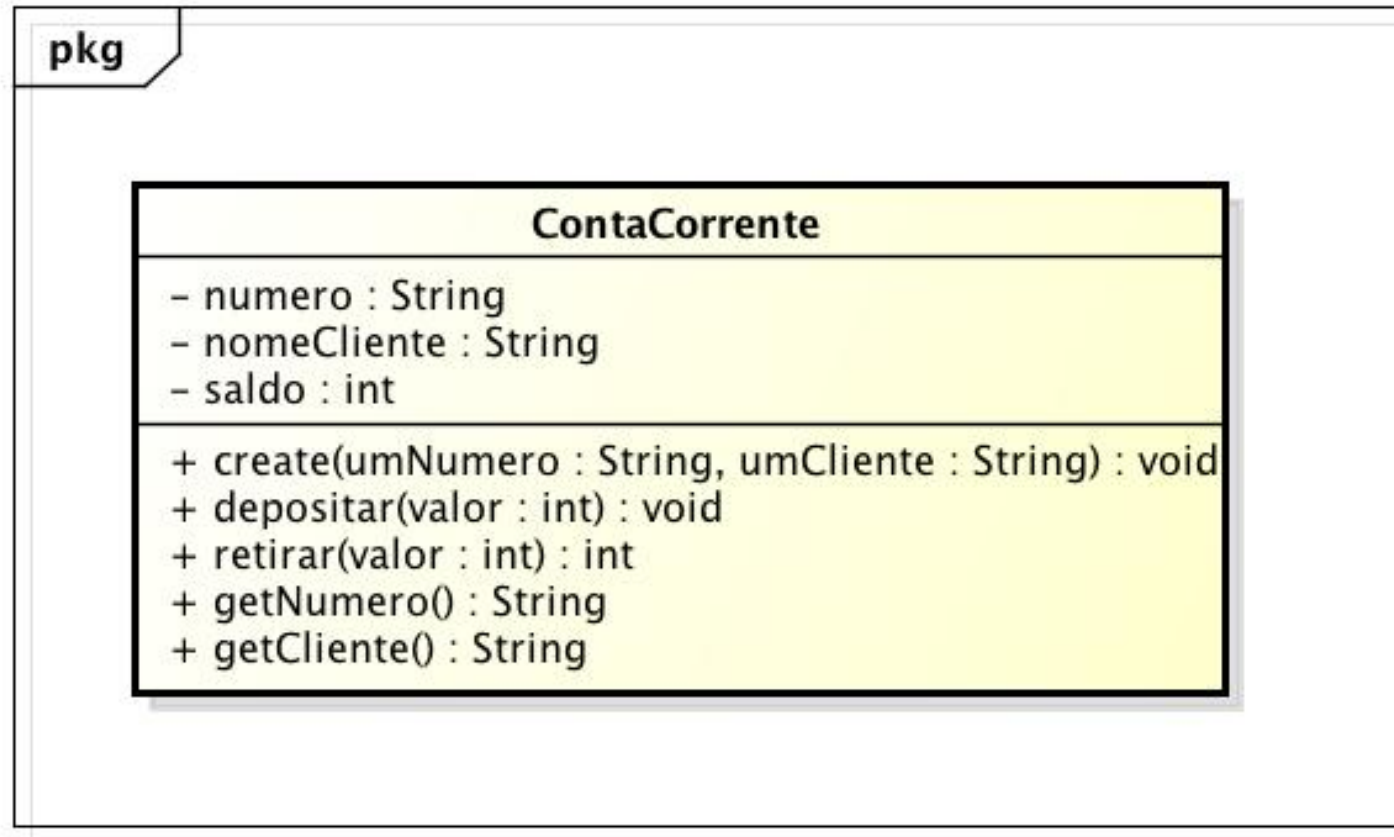 pkg
ContaCorrente
– numero : String
– nomeCliente : String
– saldo : int
+ create(umNumero : String, umCliente : String) : void
+ depositar(valor : int) : void
+ retirar(valor : int) : int
+ getNumero() : String
+ getCliente() : String